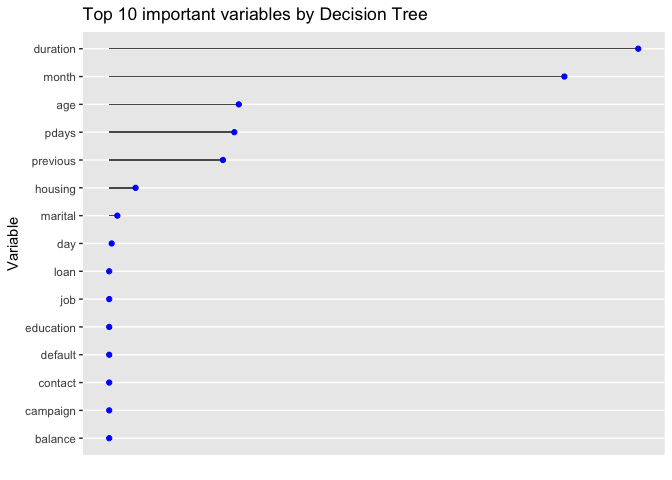 Top 10 important variables by Decision Tree
Variable
duration
month
age
pdays
previous
housing
marital
day
loan
job
education
default
contact
campaign
balance